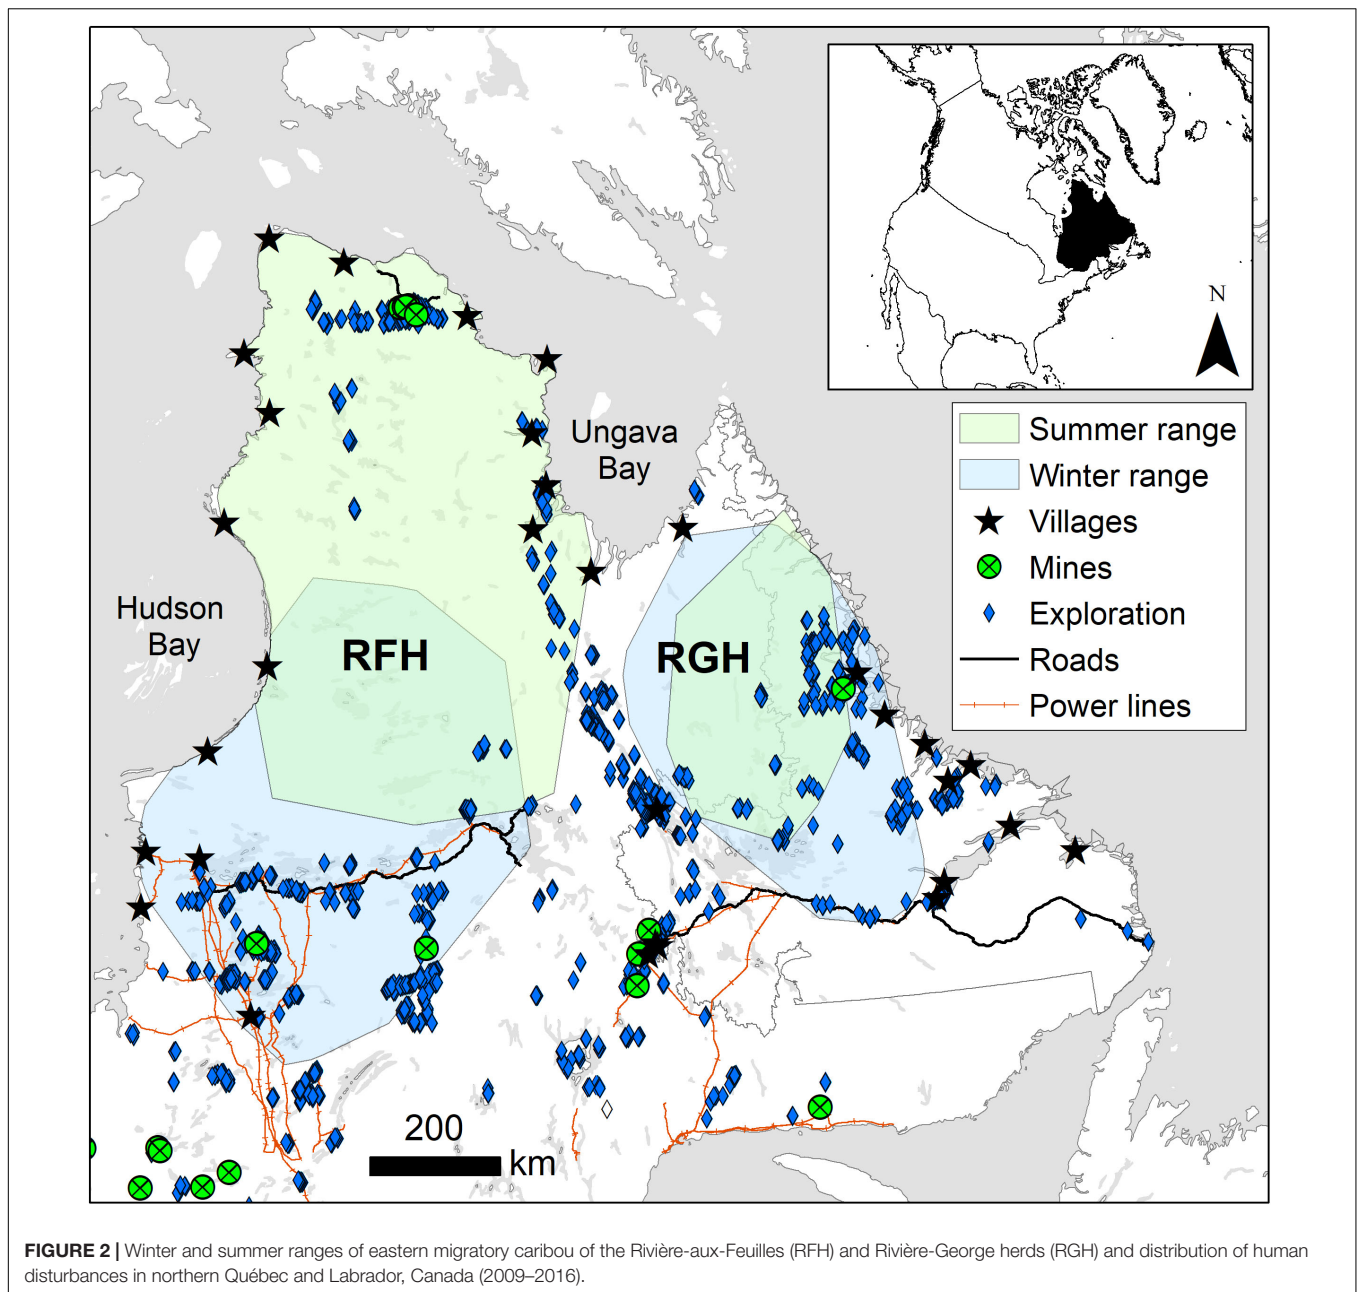 N
Ungava
Bay
Summer range
Winter range
Villages
Mines
Exploration
Roads
Power lines
Hudson
Bay
RFH
RGH
200
km
FIGURE 2 | Winter and summer ranges of eastern migratory caribou of the Rivière-aux-Feuilles (RFH) and Rivière-George herds (RGH) and distribution of human
disturbances in northern Québec and Labrador, Canada (2009–2016).